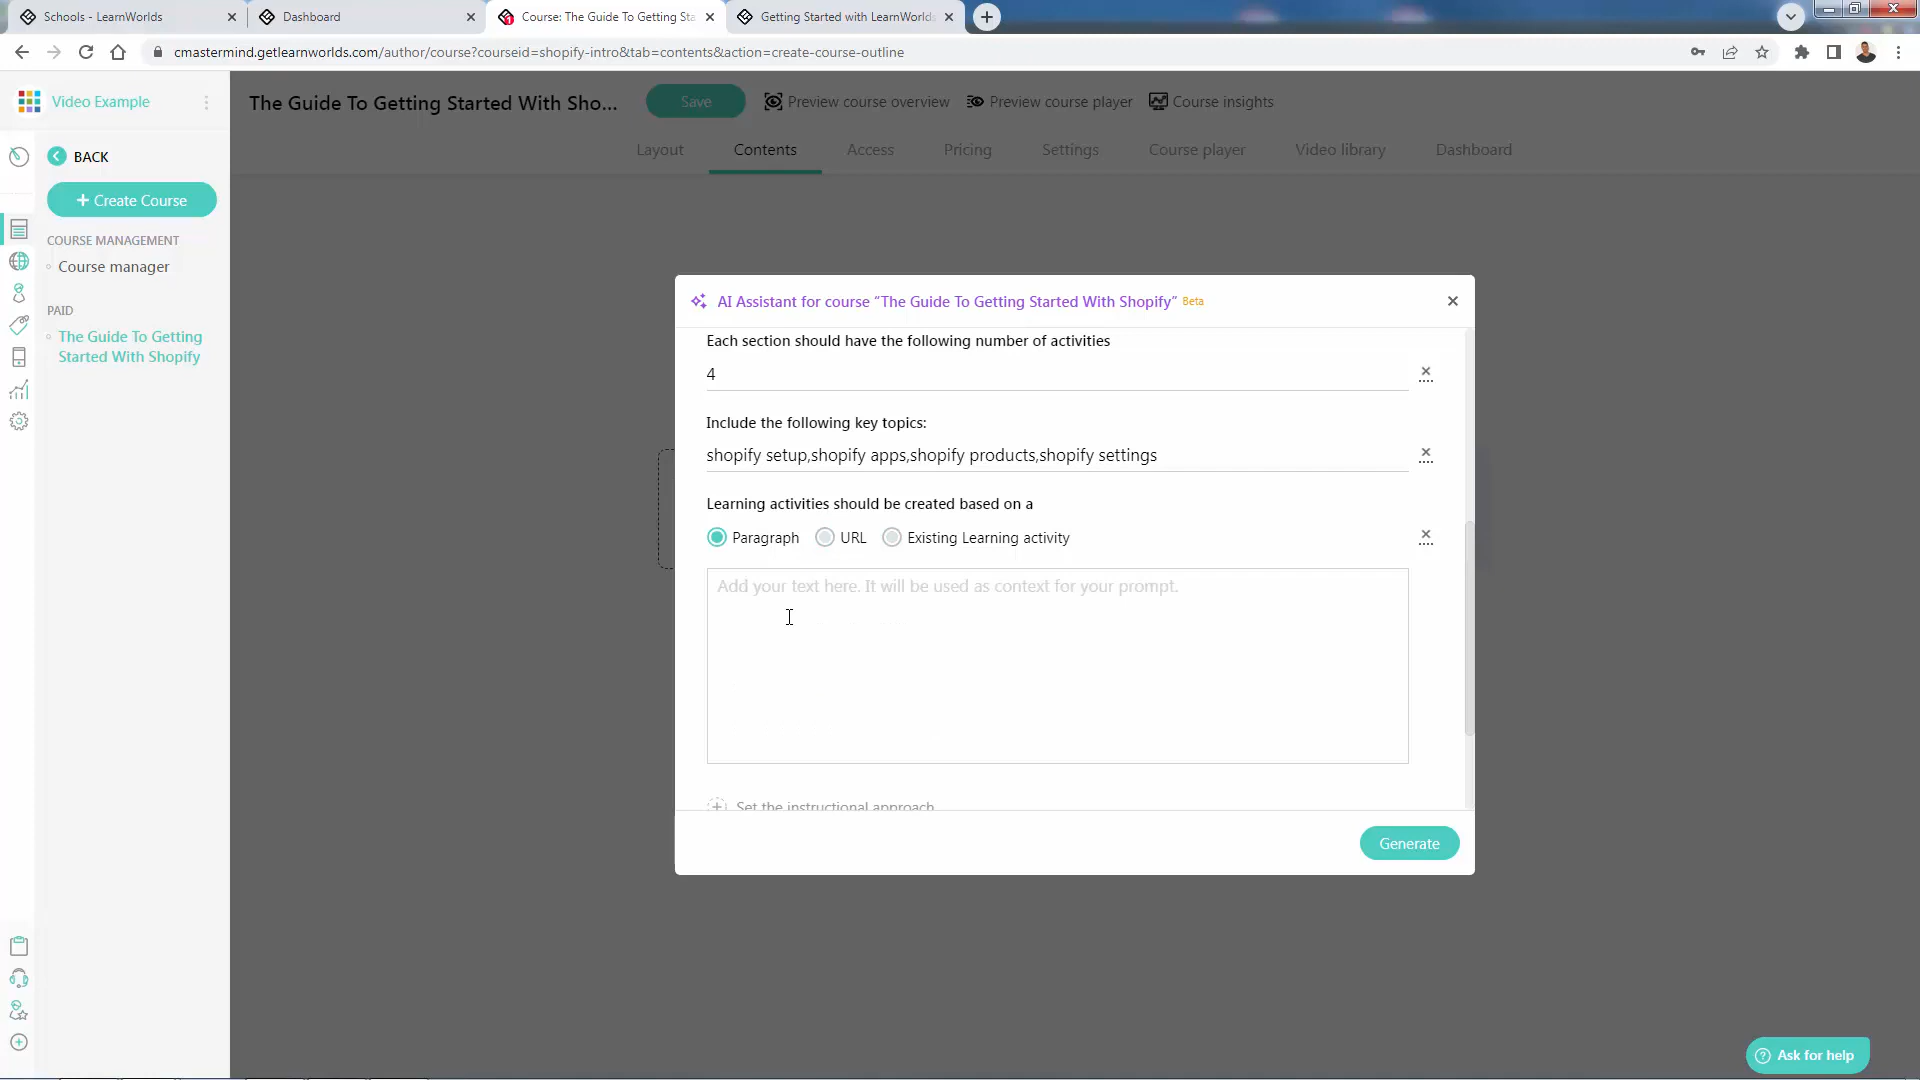 Schools - LearnWorlds
Dashboard
Course: The Guide To Getting Sta
Getting Started with LearnWorlds
cmastermind.getlearnworlds.com/author/course?courseid=shopify-intro&tab=contents&action=create-course-outline
Video Example
The Guide To Getting Started With Sho...
Save
Preview course overview
Preview course player
Course insights
BACK
Layout
Contents
Access
Pricing
Settings
Course player
Video library
Dashboard
+ Create Course
COURSE MANAGEMENT
Course manager
PAID
The Guide To Getting
Started With Shopify
AI Assistant for course “The Guide To Getting Started With Shopify” Beta
Each section should have the following number of activities
4
Include the following key topics:
shopify setup,shopify apps,shopify products,shopify settings
Learning activities should be created based on a
Paragraph
URL
Existing Learning activity
Add your text here. It will be used as context for your prompt.
Set the instructional approach
Generate
Ask for help